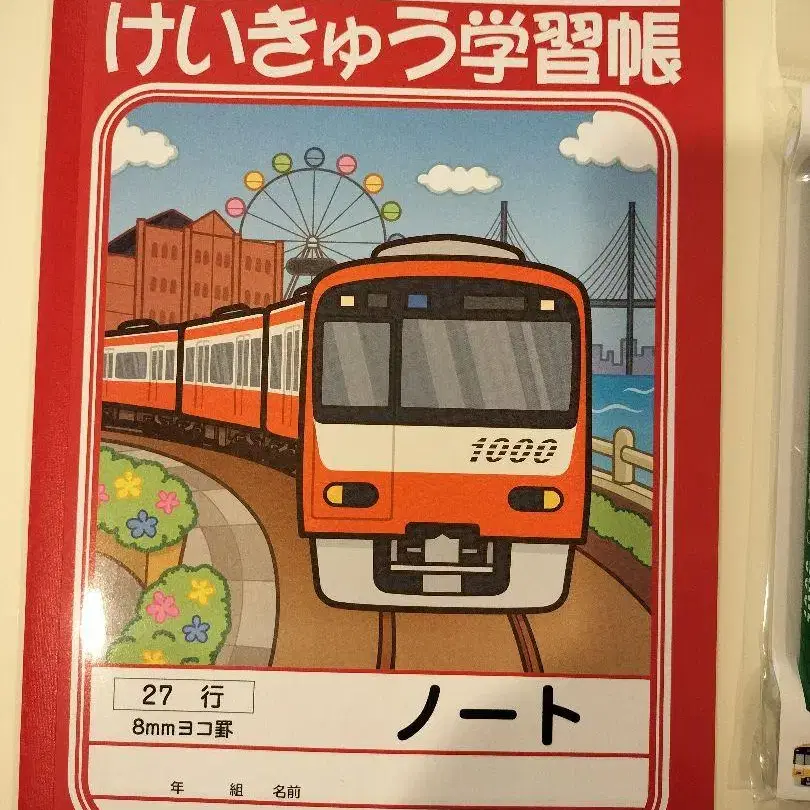 けいきゅう学習帳
1000
27 行
8mmヨコ罫
ノート
年 組 名前